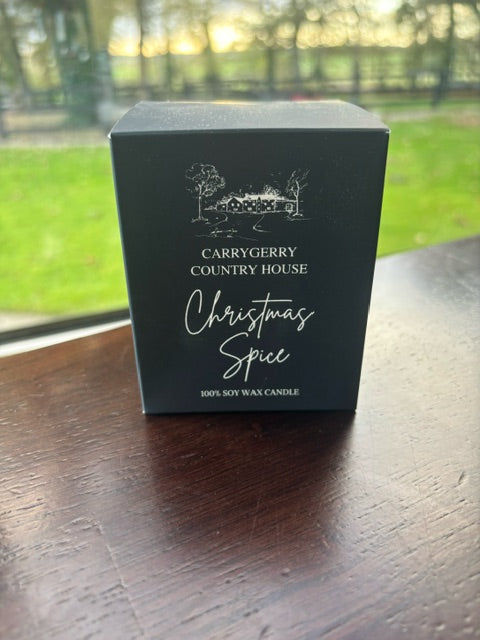 CARRYGERRY
COUNTRY HOUSE
Christmas
Spice
100% SOY WAX CANDLE